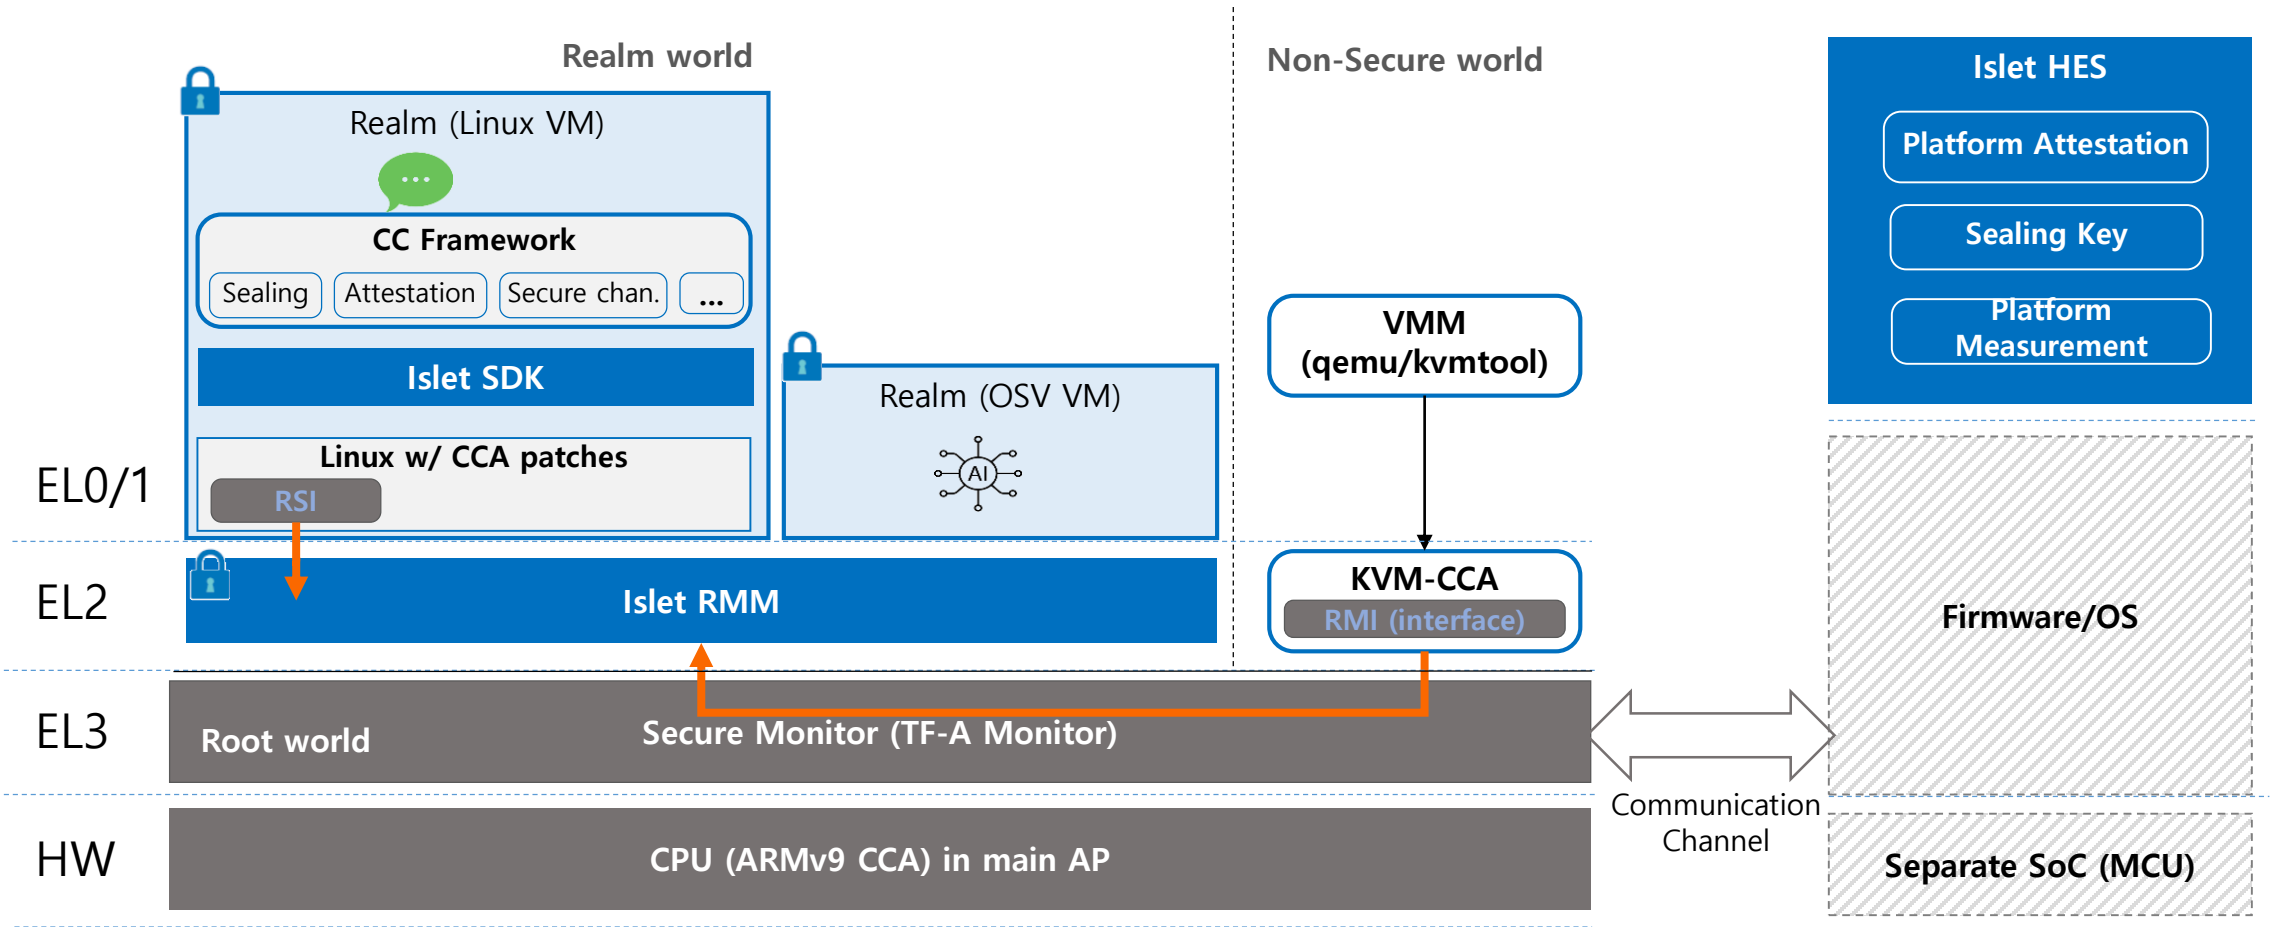 Realm world
Non-Secure world
Islet HES
Platform Attestation
Sealing Key
Platform
Measurement
Realm (Linux VM)
...
CC Framework
Sealing
Attestation
Secure chan.
...
Islet SDK
Linux w/ CCA patches
RSI
Realm (OSV VM)
AI
VMM
(qemu/kvmtool)
EL0/1
EL2
Islet RMM
KVM-CCA
RMI (interface)
Firmware/OS
EL3
Root world
Secure Monitor (TF-A Monitor)
Communication
Channel
HW
CPU (ARMv9 CCA) in main AP
Separate SoC (MCU)